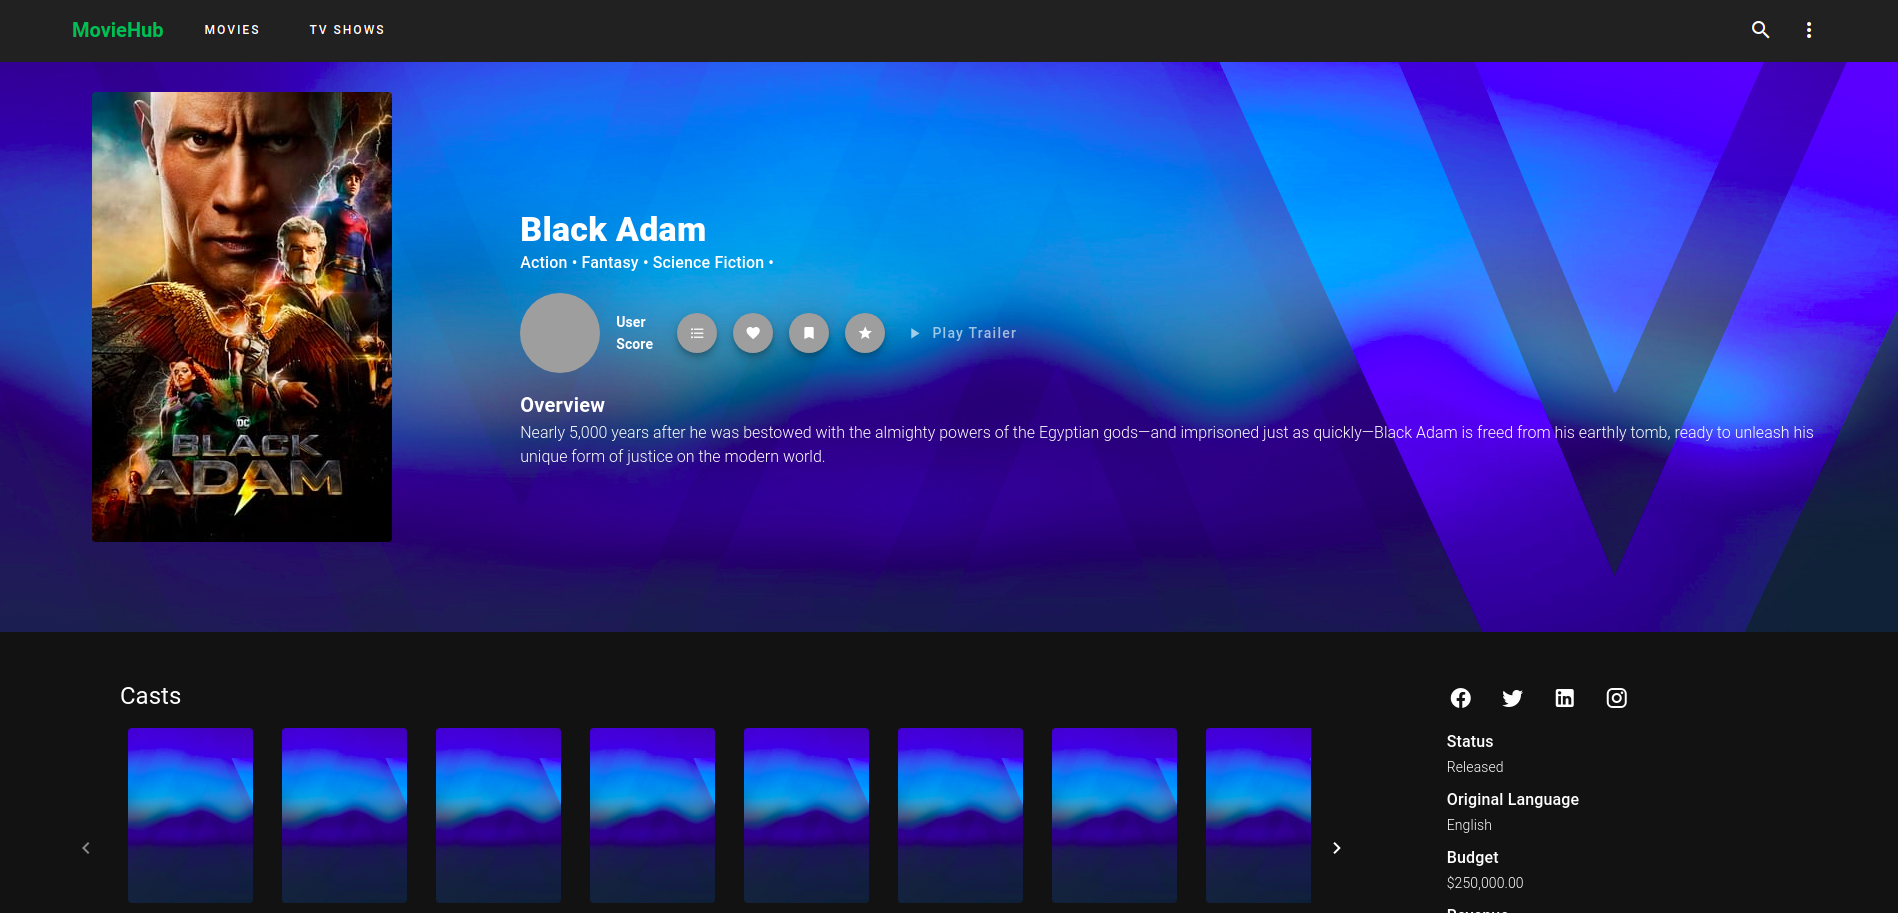 MovieHub MOVIES TV SHOWS
DC
BLACK
ADAM
Black Adam
Action • Fantasy • Science Fiction •
User
Score
Play Trailer
Overview
Nearly 5,000 years after he was bestowed with the almighty powers of the Egyptian gods—and imprisoned just as quickly—Black Adam is freed from his earthly tomb, ready to unleash his
unique form of justice on the modern world.
Casts
Status
Released
Original Language
English
Budget
$250,000.00